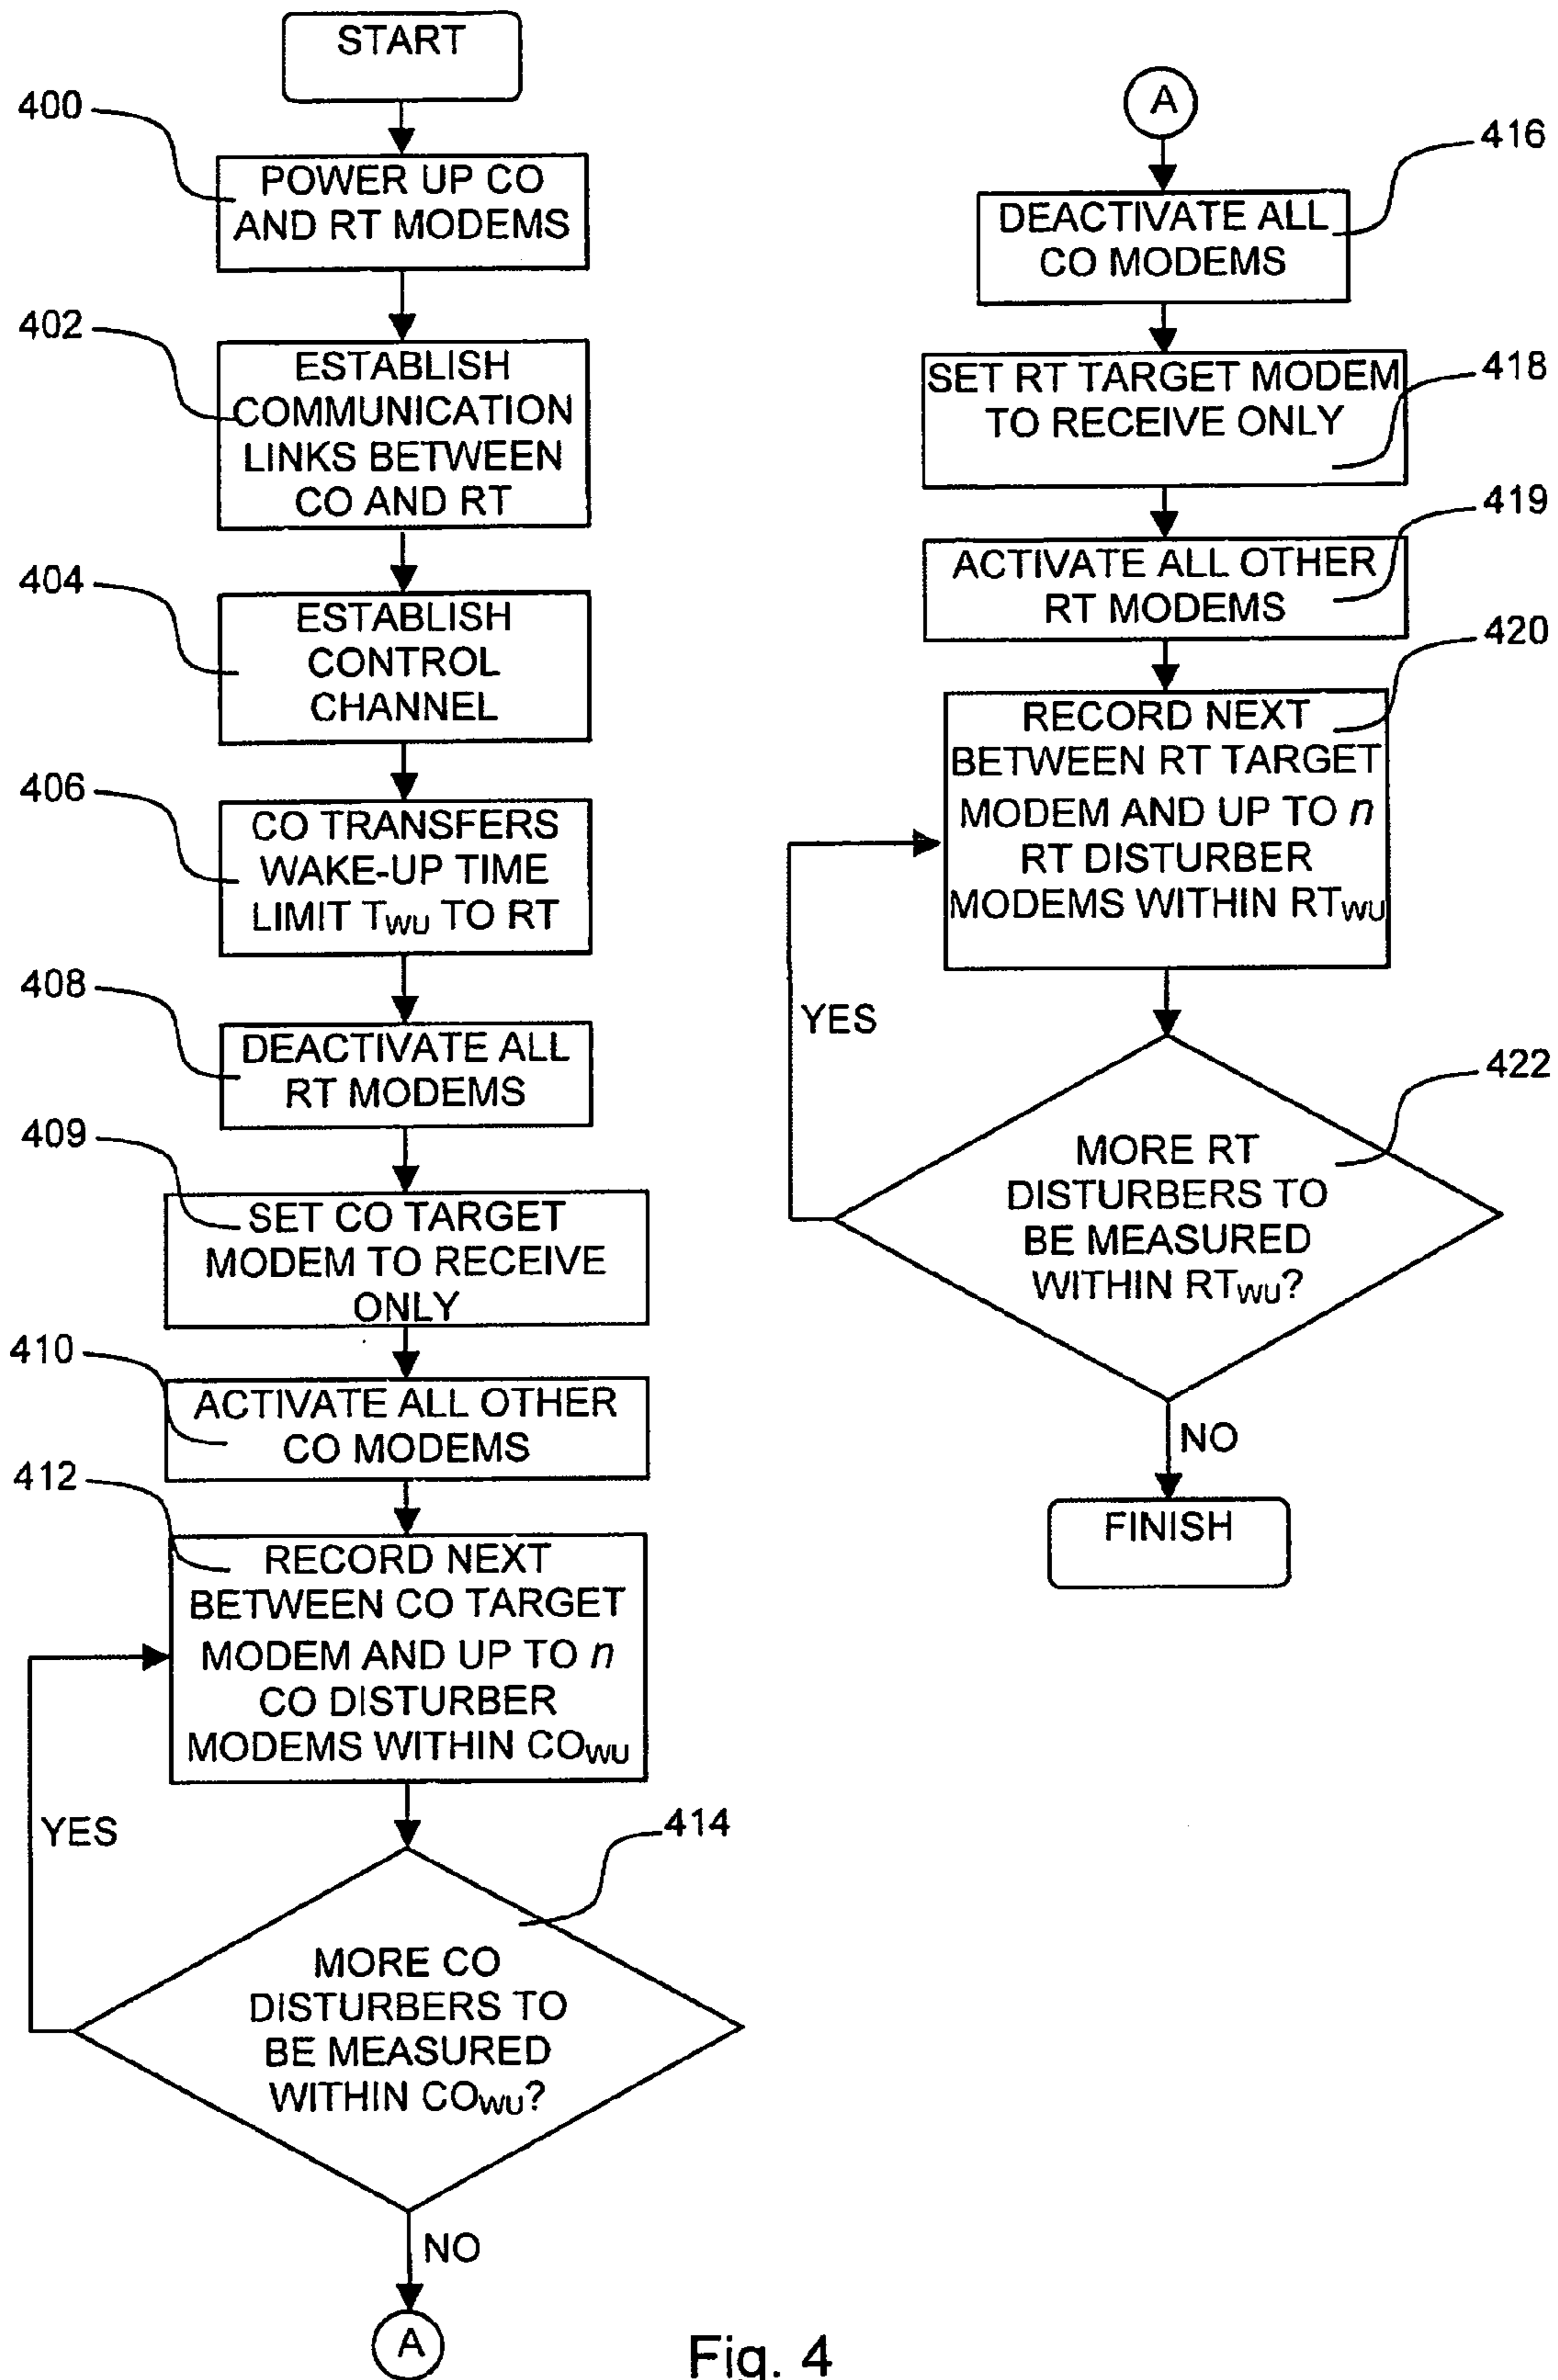 START
400
POWER UP CO
AND RT MODEMS
402
ESTABLISH
COMMUNICATION
LINKS BETWEEN
CO AND RT
404
ESTABLISH
CONTROL
CHANNEL
406
CO TRANSFERS
WAKE-UP TIME
LIMIT TWU TO RT
408
DEACTIVATE ALL
RT MODEMS
409
SET CO TARGET
MODEM TO RECEIVE
ONLY
410
ACTIVATE ALL OTHER
CO MODEMS
412
RECORD NEXT
BETWEEN CO TARGET
MODEM AND UP TO n
CO DISTURBER
MODEMS WITHIN COWU
YES
414
MORE CO
DISTURBERS TO
BE MEASURED
WITHIN COWU?
NO
A
A
416
DEACTIVATE ALL
CO MODEMS
418
SET RT TARGET MODEM
TO RECEIVE ONLY
419
ACTIVATE ALL OTHER
RT MODEMS
420
RECORD NEXT
BETWEEN RT TARGET
MODEM AND UP TO n
RT DISTURBER
MODEMS WITHIN RTWU
YES
422
MORE RT
DISTURBERS TO
BE MEASURED
WITHIN RTWU?
NO
FINISH
Fig. 4